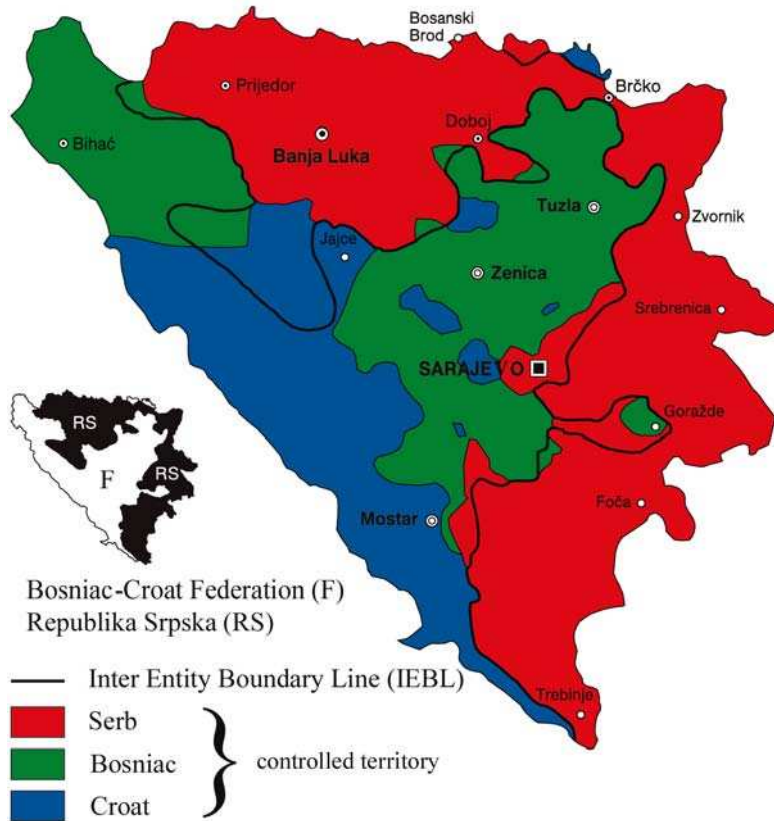 Bosanski
Brod
Prijedor
Brčko
Doboj
Bihać
Banja Luka
Tuzla
Zvornik
Jajce
Zenica
Srebrenica
SARAJEVO
Goražde
RS
RS
F
Foča
Mostar
Bosniac-Croat Federation (F)
Republika Srpska (RS)
Inter Entity Boundary Line (IEBL)
Trebinje
Serb
Bosniac
controlled territory
Croat